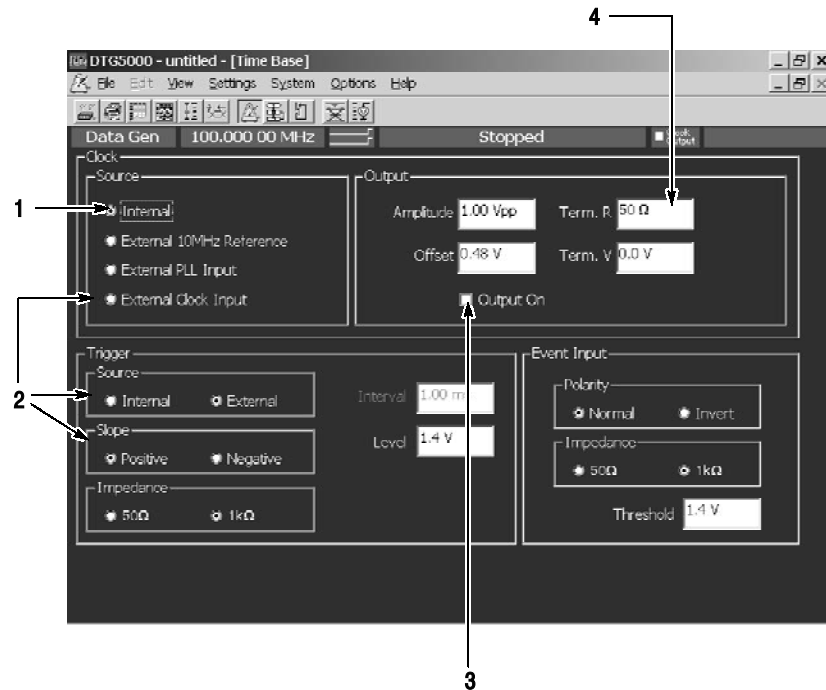 4
DTG5000 - untitled - [Time Base]
File Edit View Settings System Options Help
Data Gen 100.000 00 MHz Stopped Clock Output
Clock
Source Output
1 Internal Amplitude 1.00 Vpp Term. R 50 Ω
External 10MHz Reference
Offset 0.48 V Term. V 0.0 V
External PLL Input
External Clock Input Output On
Trigger Event Input
Source Polarity
2 Internal External Interval 1.00 Normal Invert
Slope Level 1.4 V Impedance
Positive Negative 50Ω 1kΩ
Impedance
50Ω 1kΩ Threshold 1.4 V
3